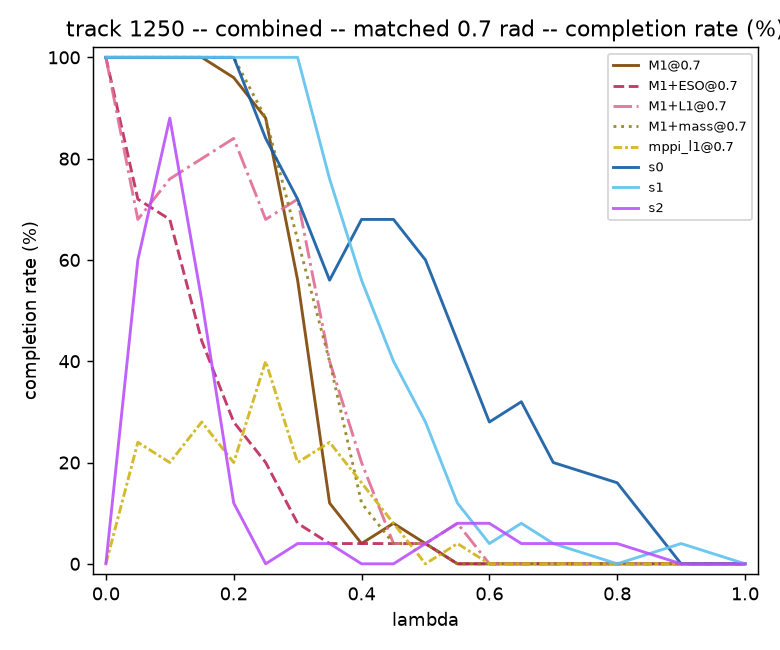 track 1250 -- combined -- matched 0.7 rad -- completion rate (%)
M1@0.7
M1+ESO@0.7
M1+L1@0.7
M1+mass@0.7
mppi_l1@0.7
s0
s1
s2
completion rate (%)
100
80
60
40
20
0
0.0 0.2 0.4 0.6 0.8 1.0
lambda